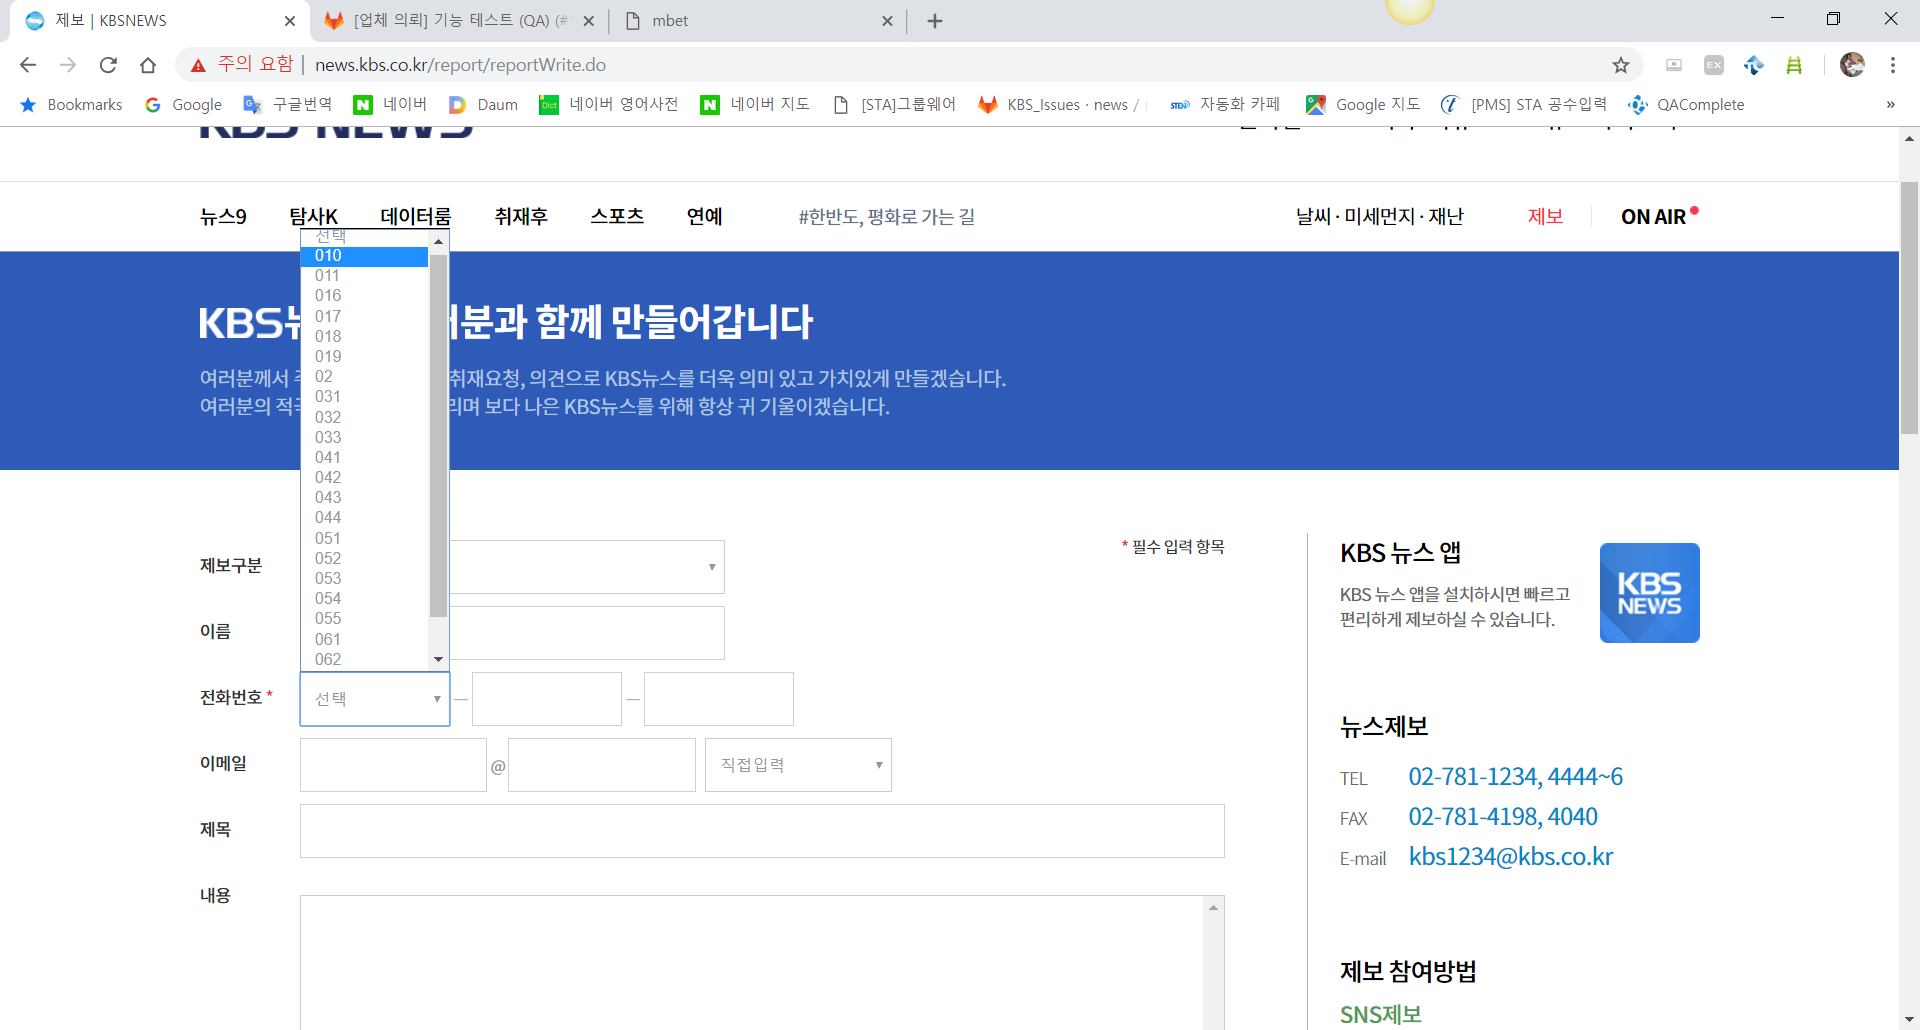 제보 | KBSNEWS
[업체 의뢰] 기능 테스트 (QA) (#
mbet
주의 요함 | news.kbs.co.kr/report/reportWrite.do
Bookmarks Google 구글번역 네이버 Daum 네이버 영어사전 네이버 지도 [STA]그룹웨어 KBS_Issues · news / 자동화 카페 Google 지도 [PMS] STA 공수입력 QAComplete »
KBS NEWS
뉴스9 탐사K 데이터룸 취재후 스포츠 연예 #한반도, 평화로 가는 길 날씨 · 미세먼지 · 재난 제보 ON AIR
선택
010
011
016
017
018
019
02
031
032
033
041
042
043
044
051
052
053
054
055
061
062
KBS뉴 분과 함께 만들어갑니다
여러분께서 취재요청, 의견으로 KBS뉴스를 더욱 의미 있고 가치있게 만들겠습니다.
여러분의 적극 리며 보다 나은 KBS뉴스를 위해 항상 귀 기울이겠습니다.
* 필수 입력 항목
제보구분
이름
전화번호 * 선택 — —
이메일 @ 직접입력
제목
내용
KBS 뉴스 앱
KBS 뉴스 앱을 설치하시면 빠르고
편리하게 제보하실 수 있습니다.
KBS
NEWS
뉴스제보
TEL 02-781-1234, 4444~6
FAX 02-781-4198, 4040
E-mail kbs1234@kbs.co.kr
제보 참여방법
SNS제보